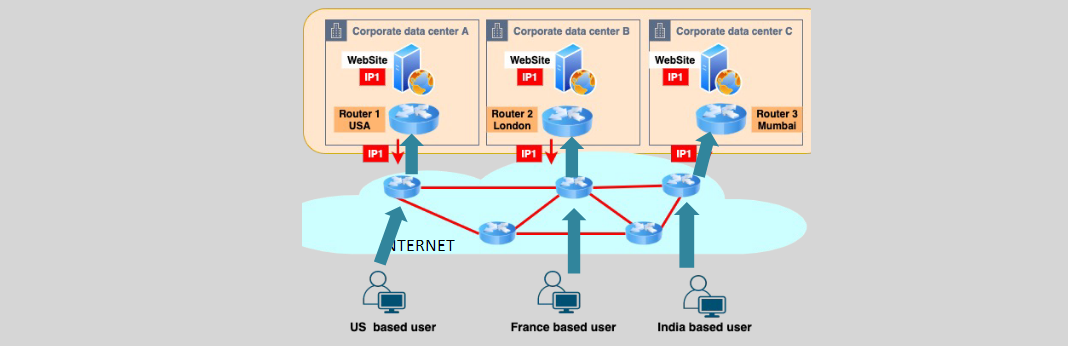 Corporate data center A
Corporate data center B
Corporate data center C
WebSite
IP1
WebSite
IP1
WebSite
IP1
Router 1
USA
Router 2
London
Router 3
Mumbai
IP1
IP1
IP1
NTERNET
US based user
France based user
India based user